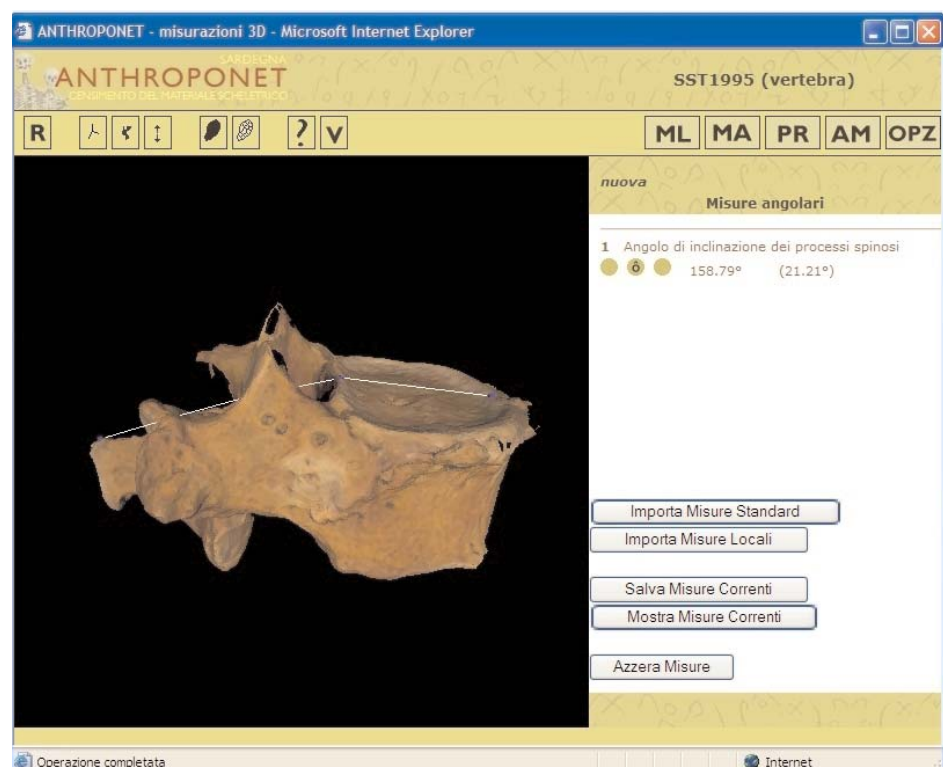 ANTHROPONET - misurazioni 3D - Microsoft Internet Explorer
SARDEGNA
ANTHROPONET
CENSIMENTO DEL MATERIALE SCHELETRICO
SST1995 (vertebra)
R ? V ML MA PR AM OPZ
nuova
Misure angolari
1 Angolo di inclinazione dei processi spinosi
ô 158.79° (21.21°)
Importa Misure Standard
Importa Misure Locali
Salva Misure Correnti
Mostra Misure Correnti
Azzera Misure
Operazione completata Internet